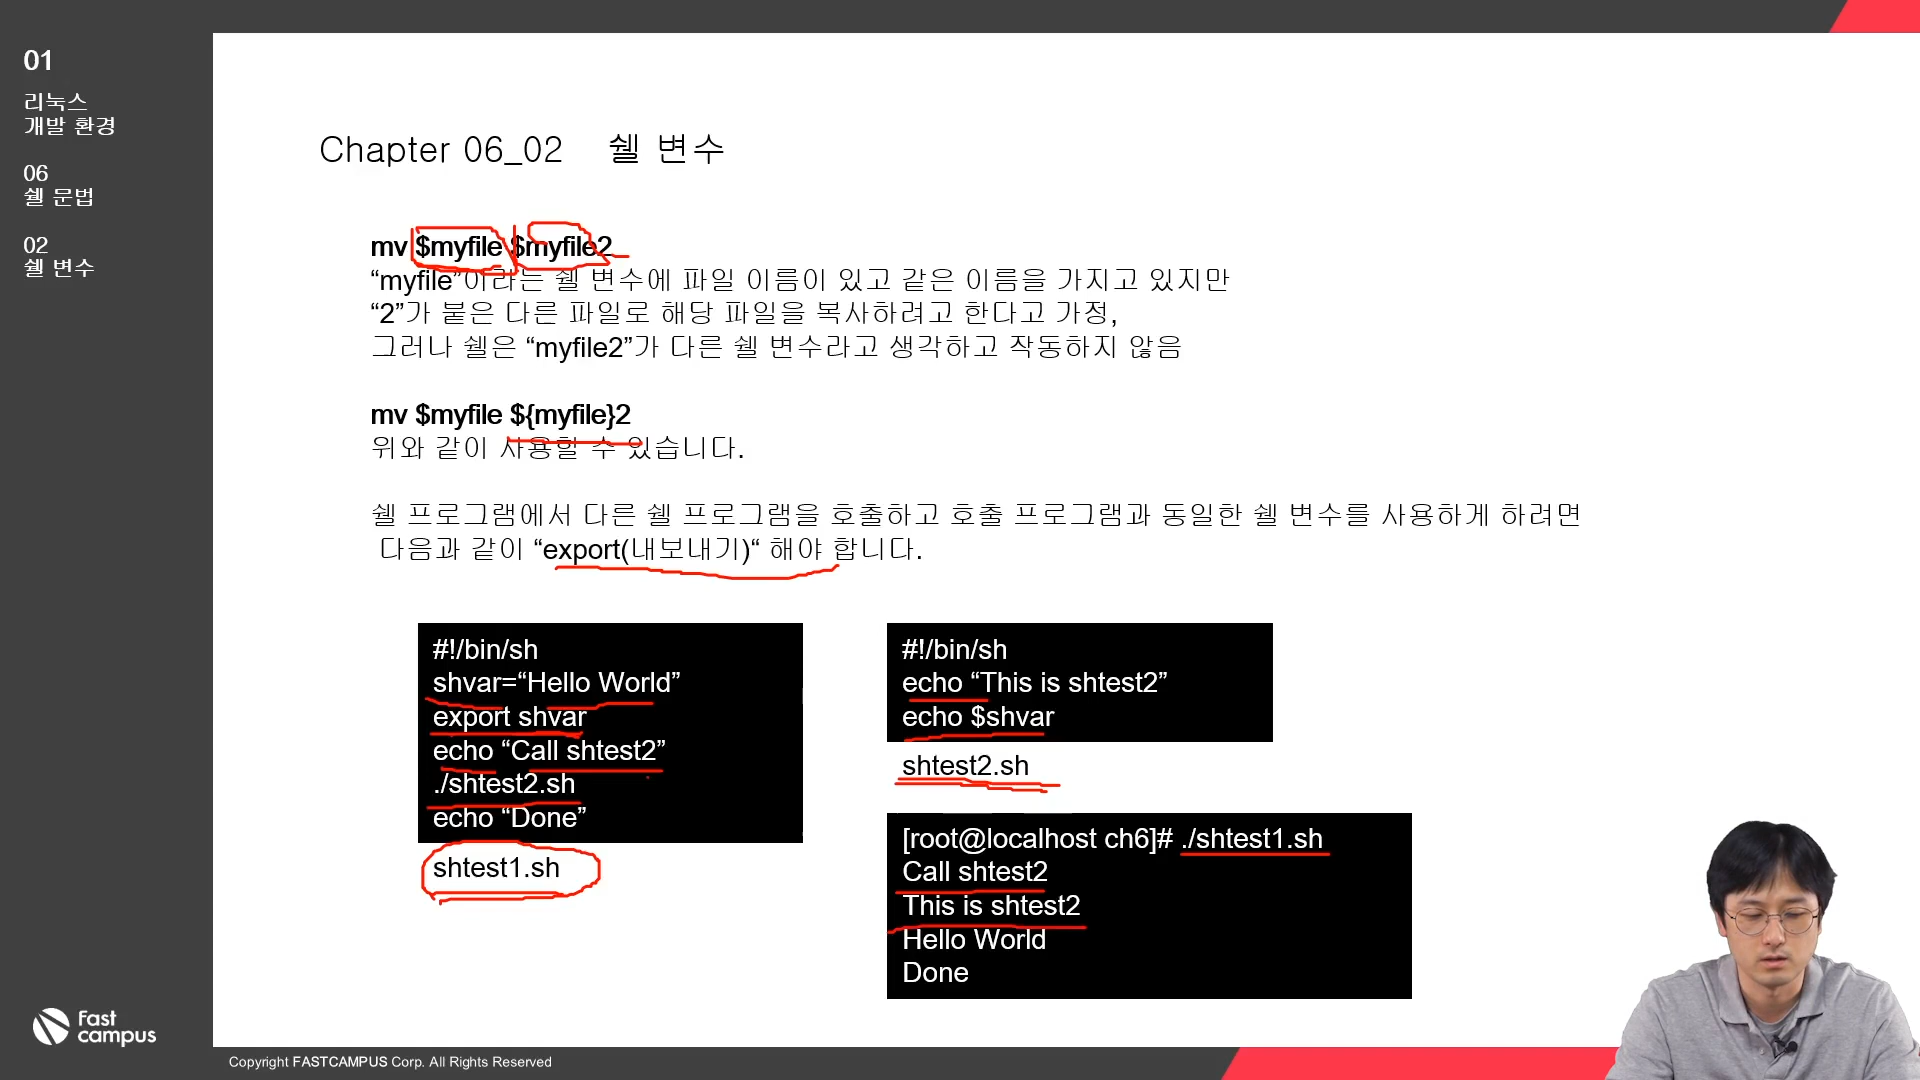 01
리눅스
개발 환경
06
쉘 문법
02
쉘 변수
Chapter 06_02 쉘 변수
mv $myfile $myfile2
“myfile”이라는 쉘 변수에 파일 이름이 있고 같은 이름을 가지고 있지만
“2”가 붙은 다른 파일로 해당 파일을 복사하려고 한다고 가정,
그러나 쉘은 “myfile2”가 다른 쉘 변수라고 생각하고 작동하지 않음
mv $myfile ${myfile}2
위와 같이 사용할 수 있습니다.
쉘 프로그램에서 다른 쉘 프로그램을 호출하고 호출 프로그램과 동일한 쉘 변수를 사용하게 하려면
다음과 같이 “export(내보내기)“ 해야 합니다.
#!/bin/sh
shvar=“Hello World”
export shvar
echo “Call shtest2”
./shtest2.sh
echo “Done”
shtest1.sh
#!/bin/sh
echo “This is shtest2”
echo $shvar
shtest2.sh
[root@localhost ch6]# ./shtest1.sh
Call shtest2
This is shtest2
Hello World
Done
Fast
campus
Copyright FASTCAMPUS Corp. All Rights Reserved